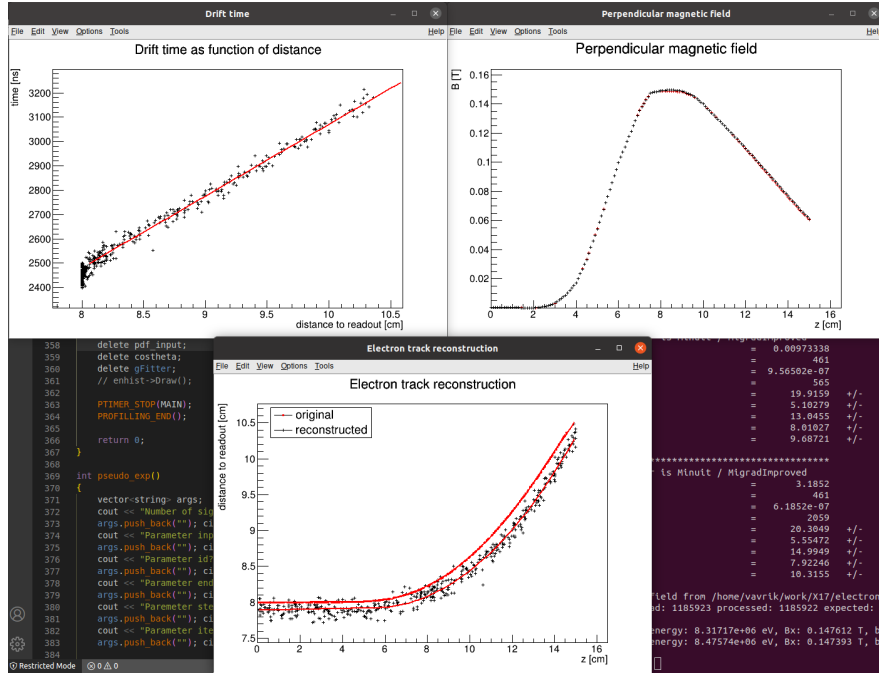 Drift time
File Edit View Options Tools Help
Drift time as function of distance
time [ns]
3200
3100
3000
2900
2800
2700
2600
2500
2400
8 8.5 9 9.5 10 10.5
distance to readout [cm]
Perpendicular magnetic field
File Edit View Options Tools Hel
Perpendicular magnetic field
B [T]
0.16
0.14
0.12
0.1
0.08
0.06
0.04
0.02
0 2 4 6 8 10 12 14 16
z [cm]
358 delete pdf_input;
359 delete costheta;
360 delete gFitter;
361 // enhist->Draw();
362
363 PTIMER_STOP(MAIN);
364 PROFILLING_END();
365
366 return 0;
367 }
368
369 int pseudo_exp()
370 {
371 vector<string> args;
372 cout << "Number of sig
373 args.push_back(""); ci
374 cout << "Parameter inp
375 args.push_back(""); ci
376 cout << "Parameter id?
377 args.push_back(""); ci
378 cout << "Parameter end
379 args.push_back(""); ci
380 cout << "Paremeter ste
381 args.push_back(""); ci
382 cout << "Parameter ite
383 args.push_back(""); ci
384
Restricted Mode 0 0
Electron track reconstruction
File Edit View Options Tools Help
Electron track reconstruction
distance to readout [cm]
original
reconstructed
10.5
10
9.5
9
8.5
8
7.5
0 2 4 6 8 10 12 14 16
z [cm]
is Minuit / MigradImproved
= 0.00973338
= 461
= 9.56502e-07
= 565
= 19.9159 +/-
= 5.10279 +/-
= 13.0455 +/-
= 8.01027 +/-
= 9.68721 +/-
******************************
r is Minuit / MigradImproved
= 3.1852
= 461
= 6.1852e-07
= 2059
= 20.3049 +/-
= 5.55472 +/-
= 14.9949 +/-
= 7.92246 +/-
= 10.3155 +/-
field from /home/vavrik/work/X17/electron
ad: 1185923 processed: 1185922 expected:
energy: 8.31717e+06 eV, Bx: 0.147612 T, b
energy: 8.47574e+06 eV, Bx: 0.147393 T, b